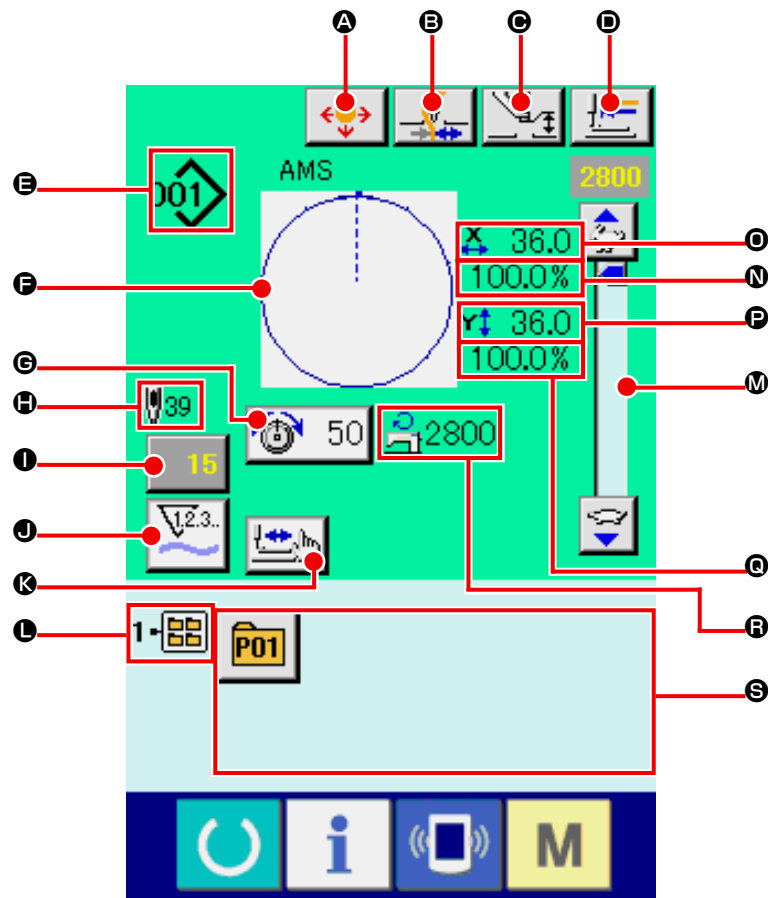 A B C D
E 001 AMS 2800
X 36.0 O
100.0% N
F
Y 36.0 P
100.0% M
G
H 39
50 2800
I 15
J 1.2.3..
K Q
L 1 P01 R
S
i M